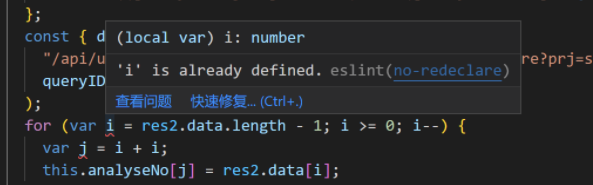 };
const { d
(local var) i: number
"/api/u
re?prj=s
'i' is already defined. eslint(no-redeclare)
queryID
查看问题 快速修复... (Ctrl+.)
);
for (var i = res2.data.length - 1; i >= 0; i--) {
var j = i + i;
this.analyseNo[j] = res2.data[i];